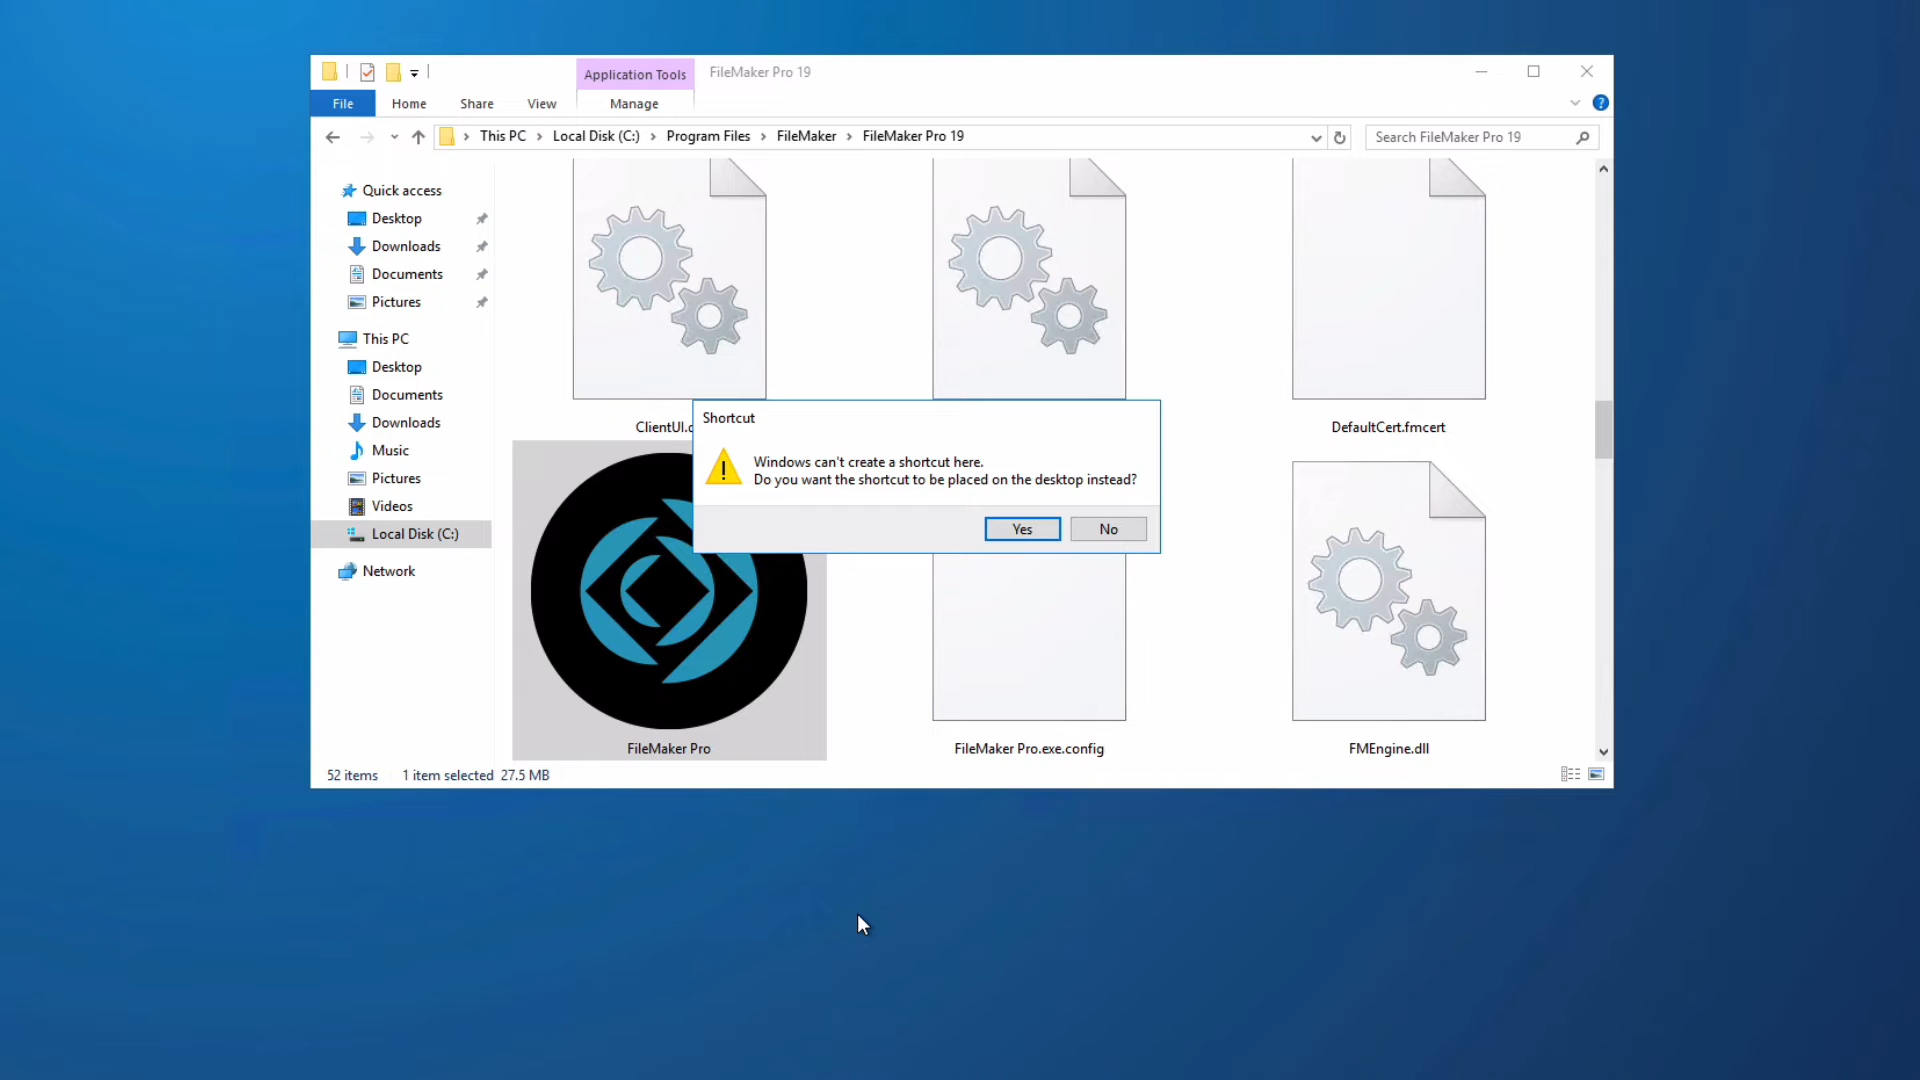 Application Tools
FileMaker Pro 19
File
Home
Share
View
Manage
?
This PC
Local Disk (C:)
Program Files
FileMaker
FileMaker Pro 19
Search FileMaker Pro 19
Quick access
Desktop
Downloads
Documents
Pictures
This PC
Desktop
Documents
Downloads
Music
Pictures
Videos
Local Disk (C:)
Network
DefaultCert.fmcert
Shortcut
Windows can't create a shortcut here.
Do you want the shortcut to be placed on the desktop instead?
Yes
No
FileMaker Pro
FileMaker Pro.exe.config
FMEngine.dll
52 items
1 item selected 27.5 MB